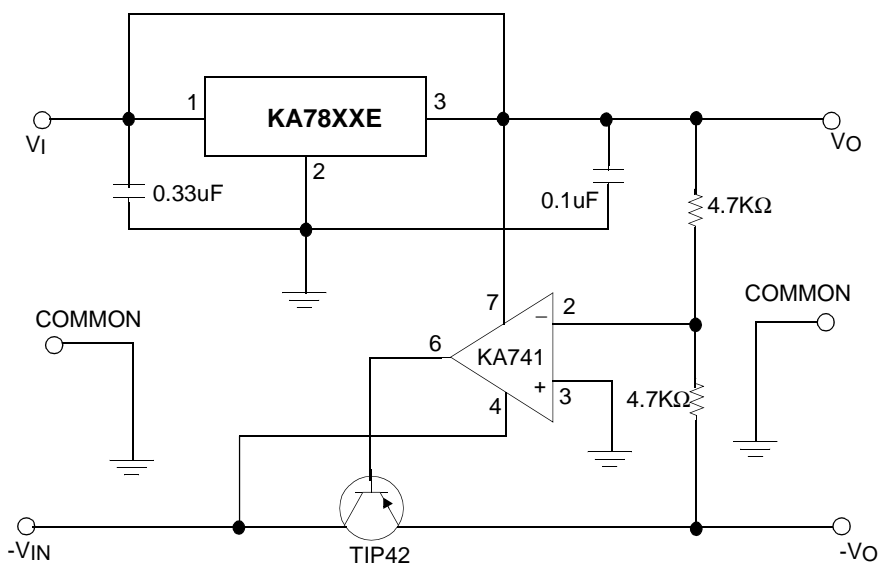 1
KA78XXE
3
VI
VO
2
0.33uF
0.1uF
4.7KΩ
COMMON
7
2
COMMON
6
−
KA741
+
3
4
4.7KΩ
-VIN
TIP42
-VO